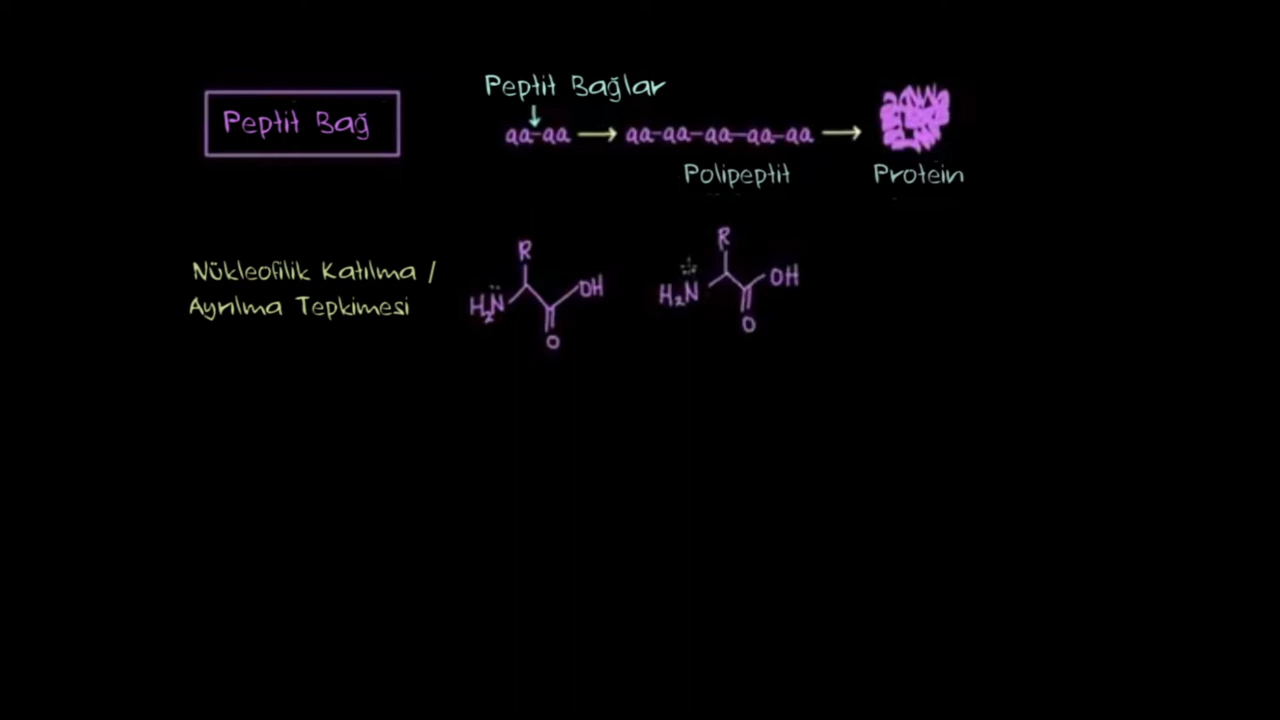 Peptit Bağ
Peptit Bağlar
aa-aa → aa-aa-aa-aa-aa →
Polipeptit
Protein
Nükleofilik Katılma /
Ayrılma Tepkimesi
R
H₂N
OH
O
R
H₂N
OH
O